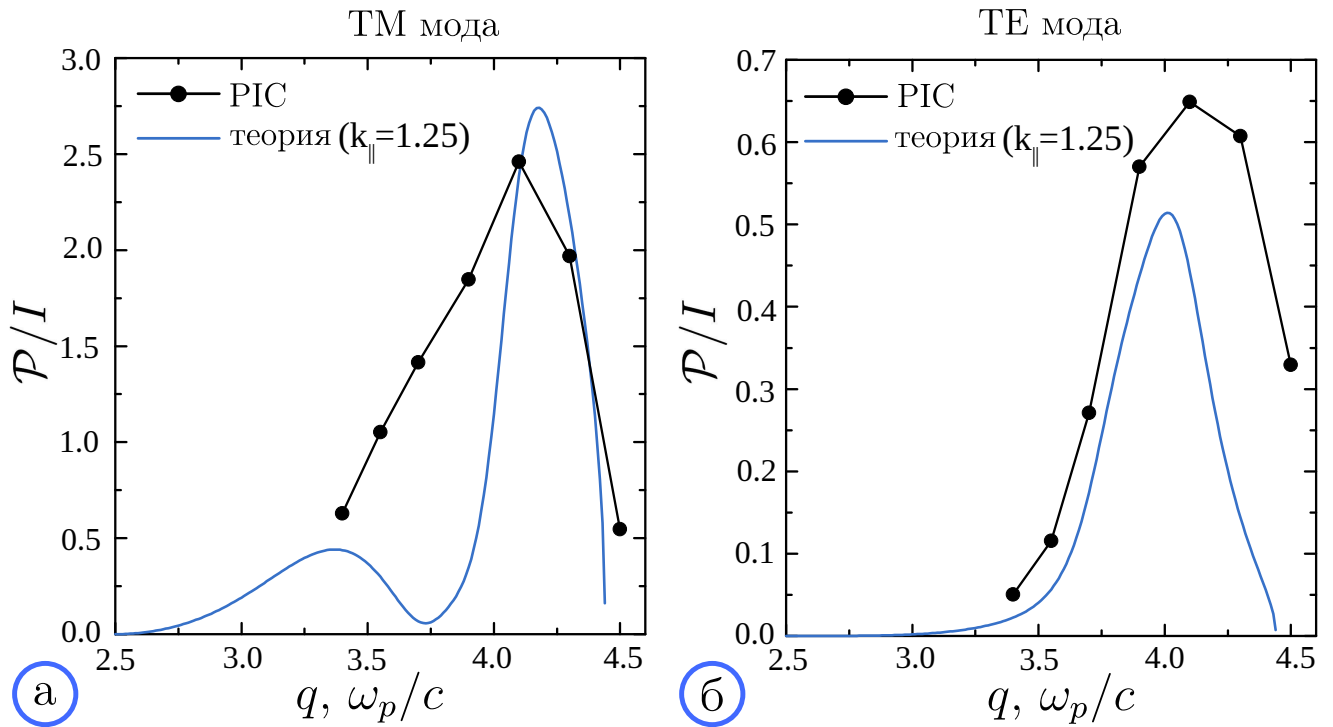 TM мода
3.0
2.5
2.0
1.5
1.0
0.5
0.0
PIC
теория (k∥=1.25)
𝒫/I
2.5 3.0 3.5 4.0 4.5
q, ωp/c
а
TE мода
0.7
0.6
0.5
0.4
0.3
0.2
0.1
0.0
PIC
теория (k∥=1.25)
𝒫/I
2.5 3.0 3.5 4.0 4.5
q, ωp/c
б